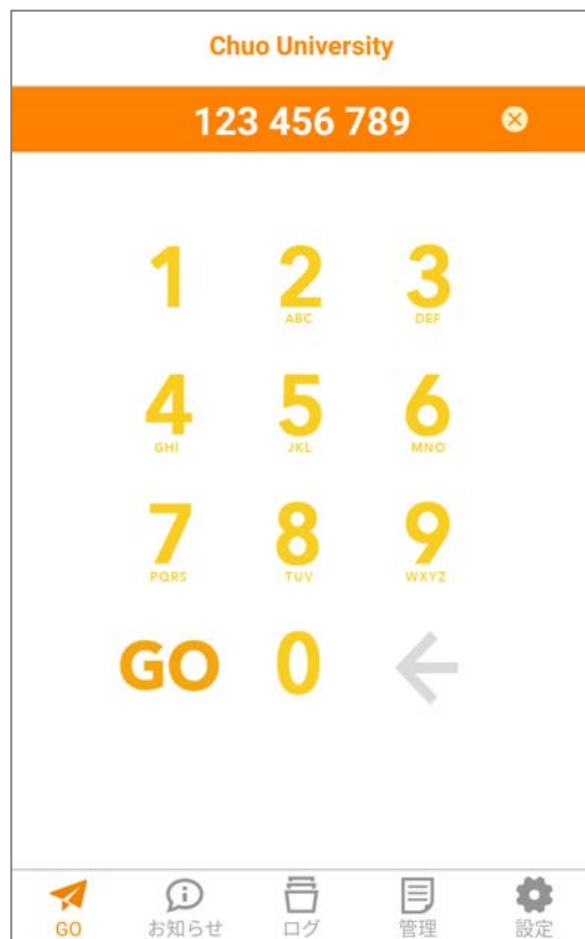 Chuo University
123 456 789
1 2 3
ABC DEF
4 5 6
GHI JKL MNO
7 8 9
PQRS TUV WXYZ
GO 0
GO お知らせ ログ 管理 設定